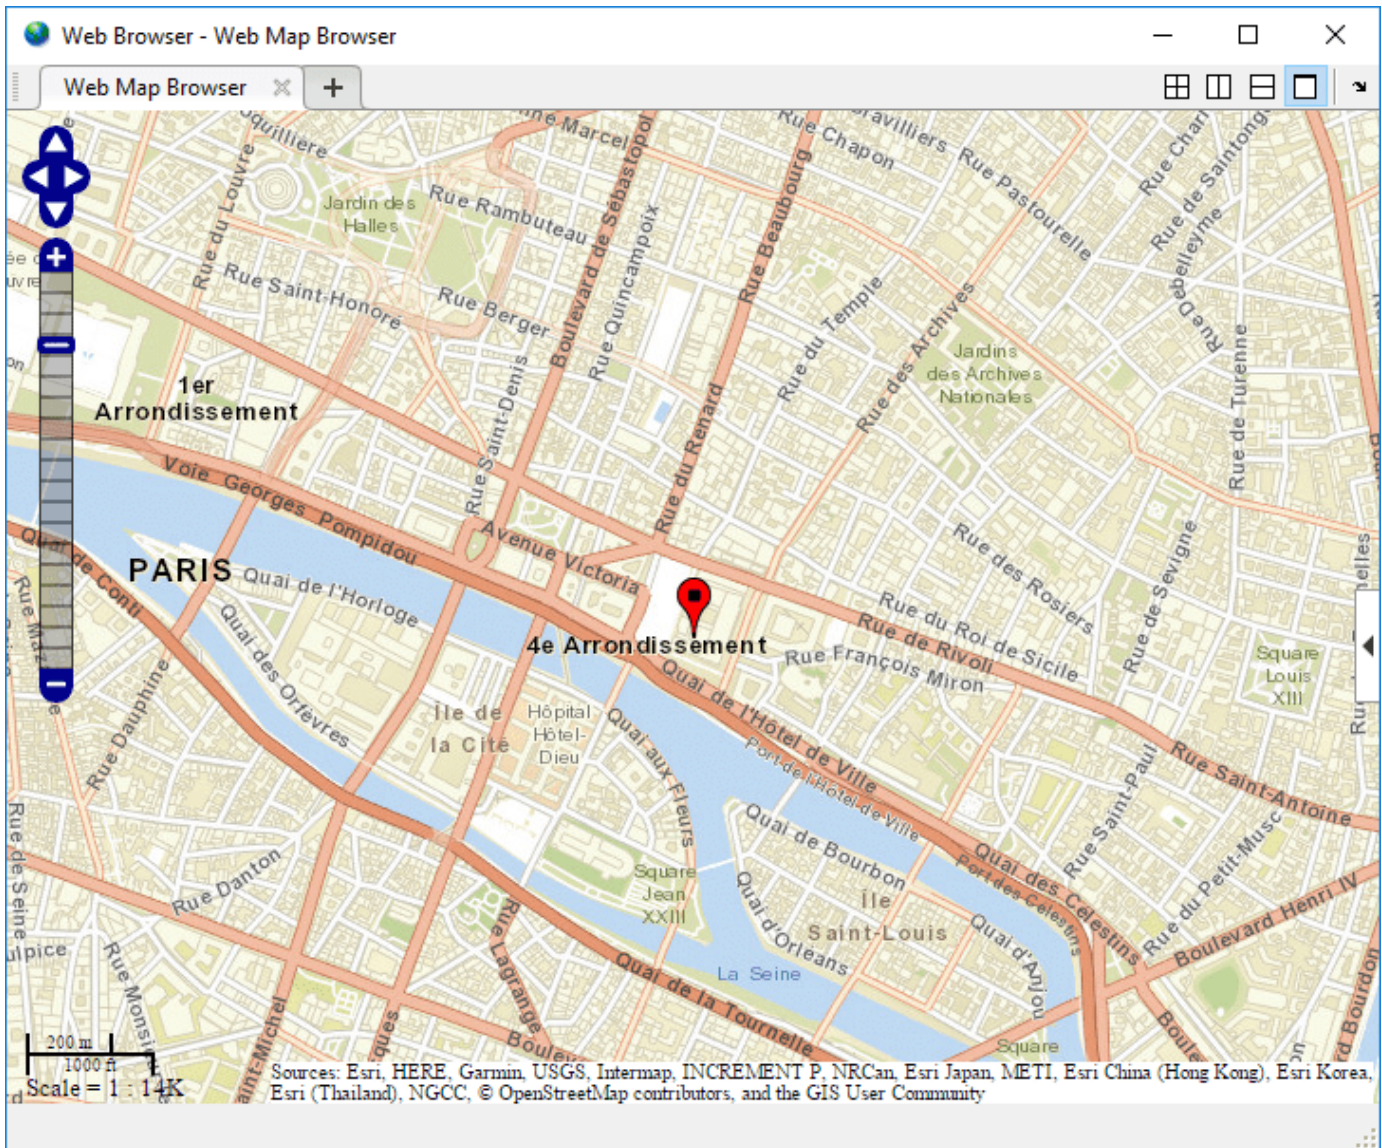 Web Browser - Web Map Browser
Web Map Browser
Rue du Louvre
Jardin des
Halles
Rue Rambuteau
Boulevard de Sébastopol
Rue Quincampoix
Rue Beaubourg
Rue Chapon
Rue Pastourelle
Rue de Saintonge
Rue Debelleyme
Rue Saint-Honoré
Rue Berger
Rue du Temple
Rue des Archives
Jardins
des Archives
Nationales
Rue de Turenne
1er
Arrondissement
Rue Saint-Denis
Rue du Renard
Voie Georges Pompidou
Avenue Victoria
Rue des Rosiers
Rue de Sevigne
Quai de Conti
PARIS
Quai de l'Horloge
Quai des Orfèvres
4e Arrondissement
Rue du Roi de Sicile
Rue de Rivoli
Rue François Miron
Square
Louis
XIII
Rue Dauphine
Île de
la Cité
Hôpital
Hôtel-
Dieu
Quai aux Fleurs
Quai de l'Hôtel de Ville
Port de l'Hôtel de Ville
Rue Saint-Antoine
Rue Saint-Paul
Rue du Petit-Musc
Rue de Seine
Rue Danton
Square
Jean
XXIII
Quai de Bourbon
Île
Saint-Louis
Quai d'Orléans
Quai d'Anjou
Quai des Célestins
Port des Célestins
Boulevard Henri IV
Rue Lagrange
Quai de la Tournelle
La Seine
Square
200 m
1000 ft
Scale = 1 : 14K
Sources: Esri, HERE, Garmin, USGS, Intermap, INCREMENT P, NRCan, Esri Japan, METI, Esri China (Hong Kong), Esri Korea,
Esri (Thailand), NGCC, © OpenStreetMap contributors, and the GIS User Community